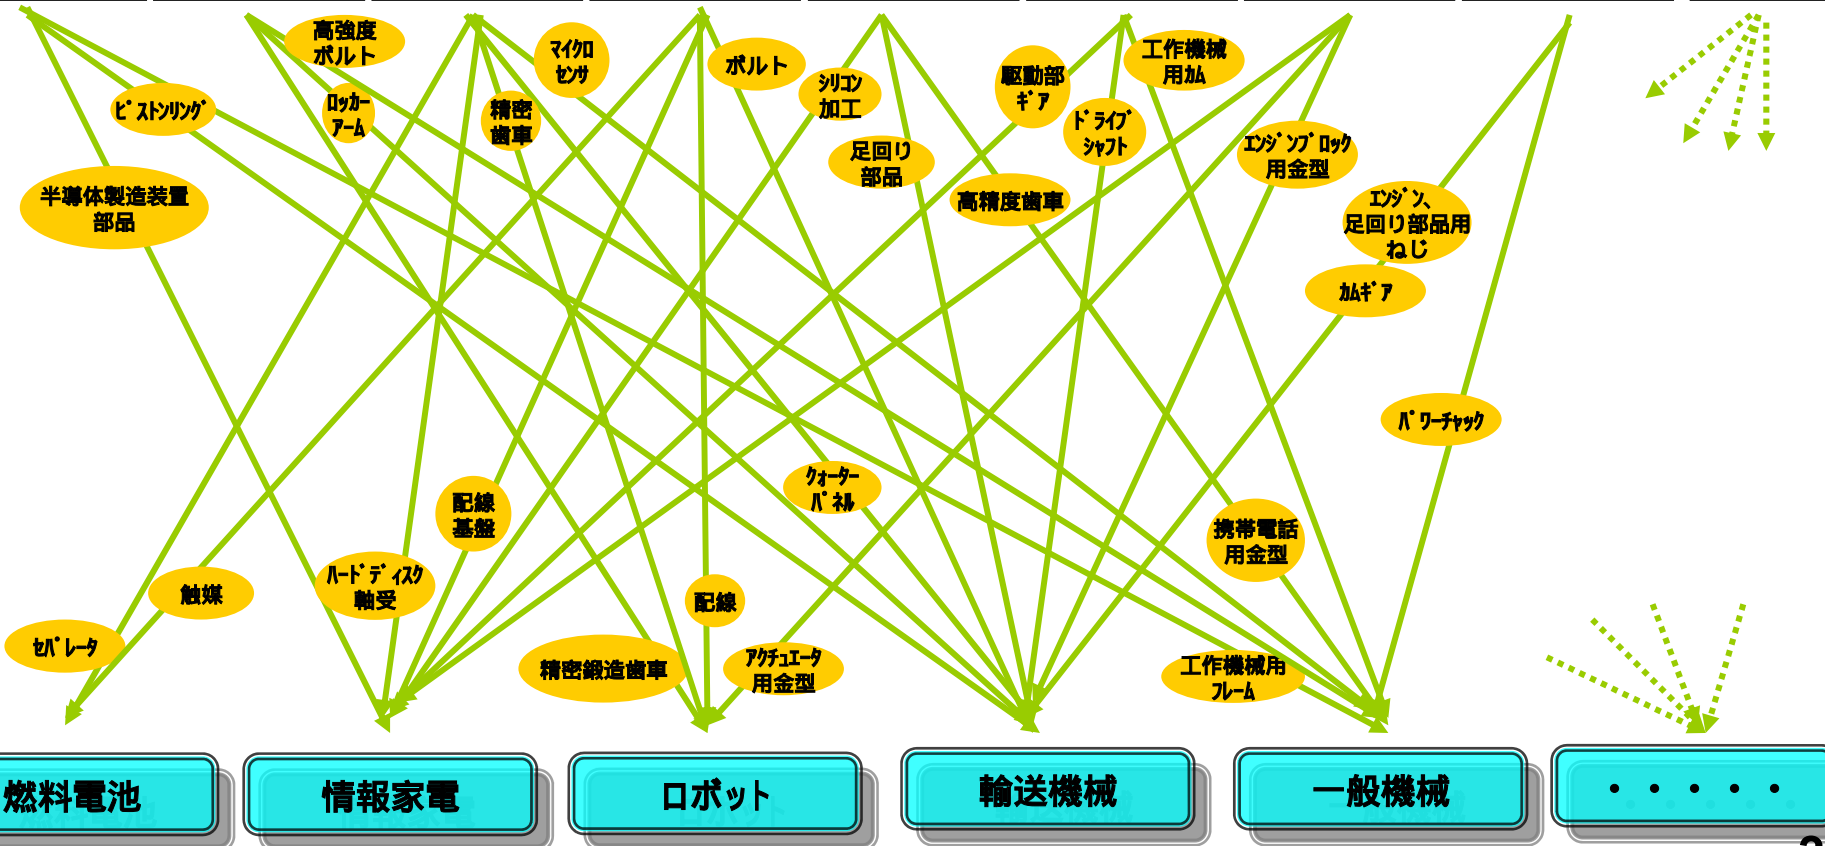 高強度
ボルト
マイクロ
センサ
ボルト
シリコン
加工
駆動部
ギア
工作機械
用カム
ピストンリング
ロッカー
アーム
精密
歯車
足回り
部品
ドライブ
シャフト
エンジンブロック
用金型
半導体製造装置
部品
高精度歯車
エンジン、
足回り部品用
ねじ
カムギア
パワーチャック
配線
基盤
クォーター
パネル
携帯電話
用金型
触媒
ハードディスク
軸受
配線
セパレータ
精密鍛造歯車
アクチュエータ
用金型
工作機械用
フレーム
燃料電池
情報家電
ロボット
輸送機械
一般機械
・・・・・